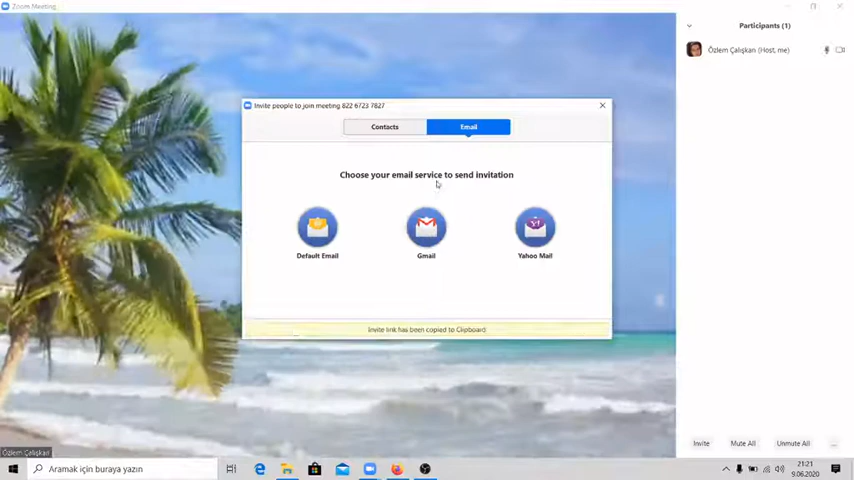 Zoom Meeting
Participants (1)
Özlem Çalışkan (Host, me)
Invite people to join meeting 822 6723 7827
Contacts
Email
Choose your email service to send invitation
Default Email
Gmail
Yahoo Mail
Invite link has been copied to Clipboard
Invite
Mute All
Unmute All
...
Özlem Çalışkan
Aramak için buraya yazın
21:21
9.06.2020